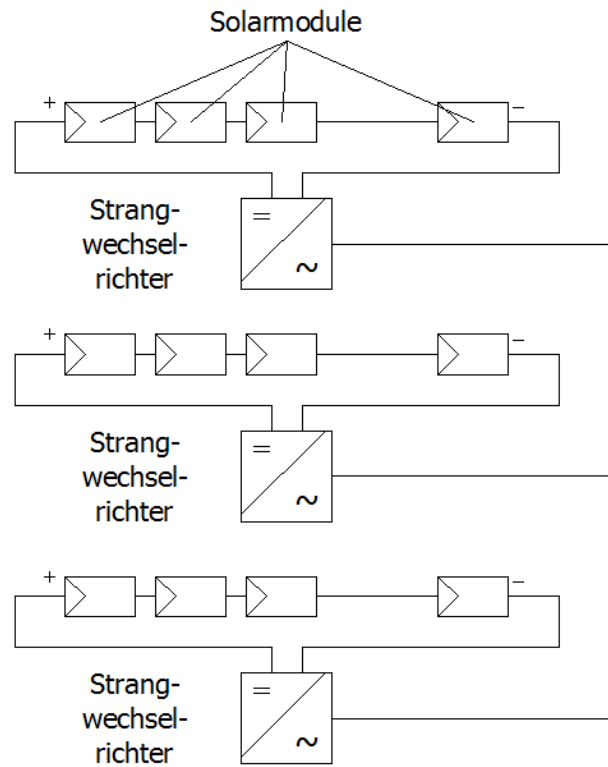 Solarmodule
+ −
Strang-
wechsel-
richter
=
~
+ −
Strang-
wechsel-
richter
=
~
+ −
Strang-
wechsel-
richter
=
~